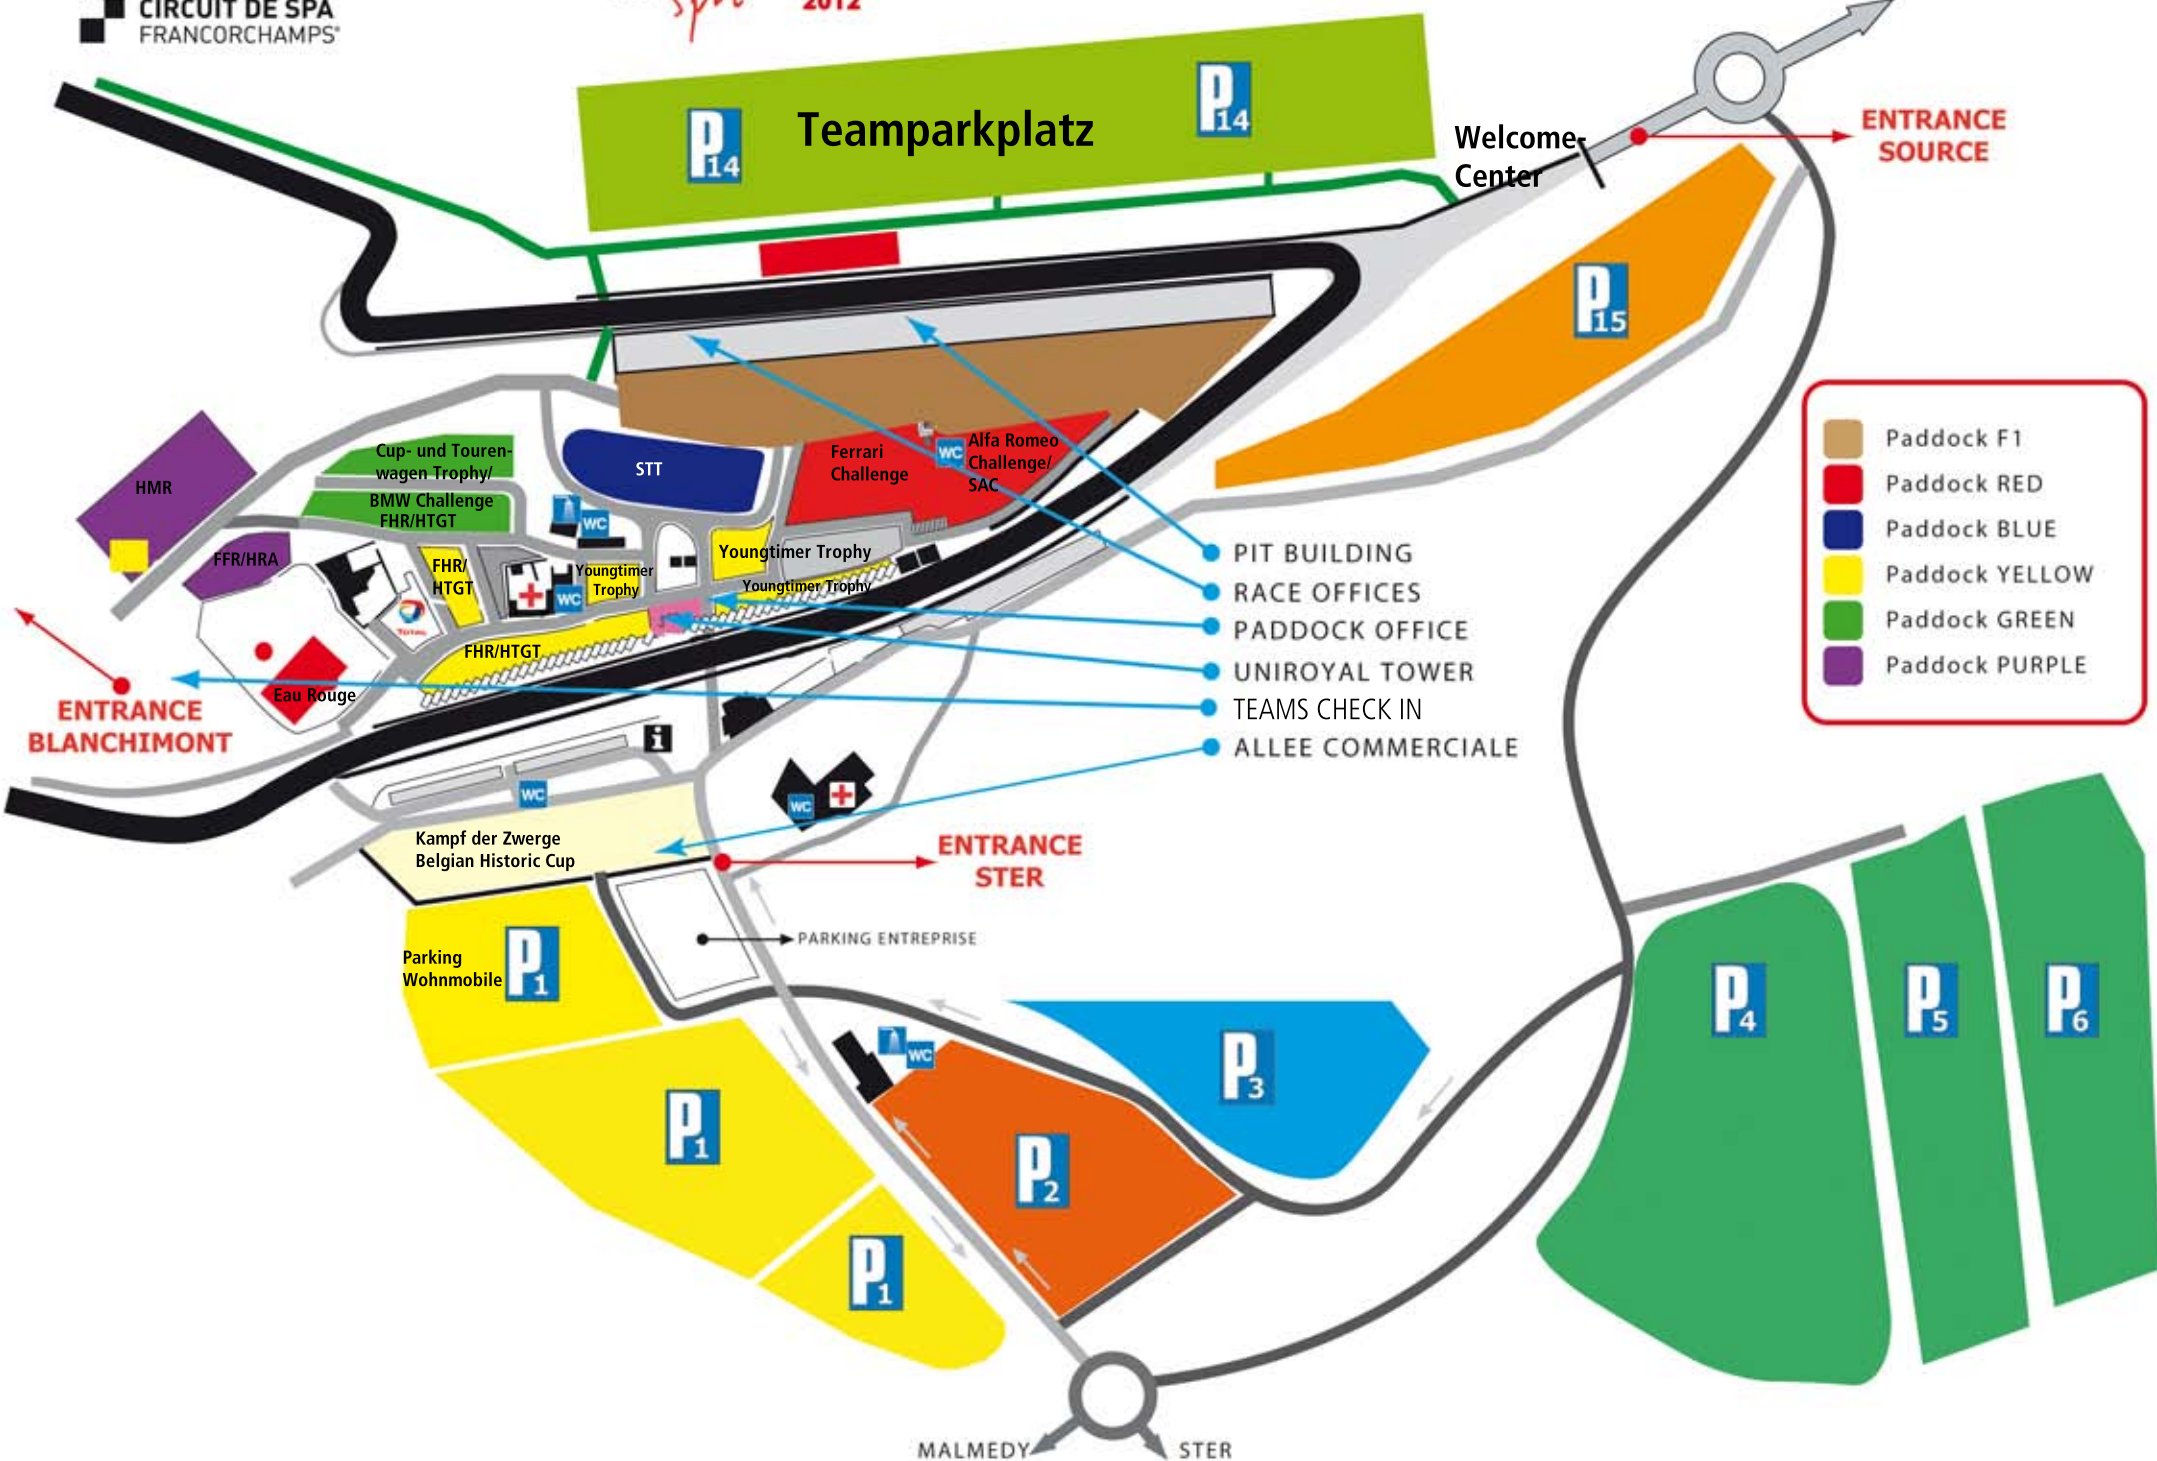 CIRCUIT DE SPA
FRANCORCHAMPS®
2012
P14
Teamparkplatz
P14
Welcome-
Center
ENTRANCE
SOURCE
P15
Paddock F1
Paddock RED
Paddock BLUE
Paddock YELLOW
Paddock GREEN
Paddock PURPLE
HMR
Cup- und Touren-
wagen Trophy/
BMW Challenge
FHR/HTGT
STT
WC
Ferrari
Challenge
WC
Alfa Romeo
Challenge/
SAC
FFR/HRA
FHR/
HTGT
TOTAL
WC
Youngtimer
Trophy
Youngtimer Trophy
Youngtimer Trophy
FHR/HTGT
Eau Rouge
ENTRANCE
BLANCHIMONT
PIT BUILDING
RACE OFFICES
PADDOCK OFFICE
UNIROYAL TOWER
TEAMS CHECK IN
ALLEE COMMERCIALE
i
WC
WC
Kampf der Zwerge
Belgian Historic Cup
ENTRANCE
STER
PARKING ENTREPRISE
Parking
Wohnmobile
P1
P1
P1
WC
P2
P3
P4
P5
P6
MALMEDY
STER